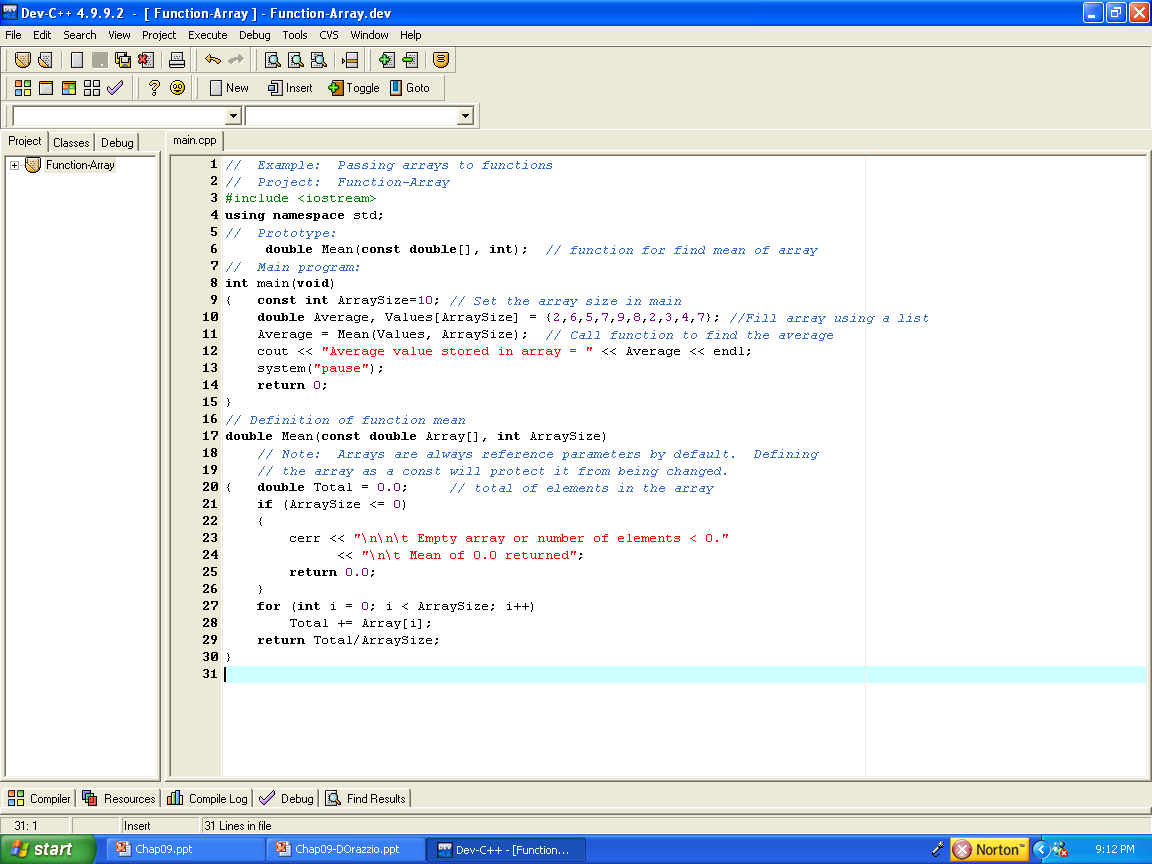 Dev-C++ 4.9.9.2 - [ Function-Array ] - Function-Array.dev
File Edit Search View Project Execute Debug Tools CVS Window Help
New Insert Toggle Goto
Project Classes Debug
main.cpp
Function-Array
1 // Example: Passing arrays to functions
2 // Project: Function-Array
3 #include <iostream>
4 using namespace std;
5 // Prototype:
6 double Mean(const double[], int); // function for find mean of array
7 // Main program:
8 int main(void)
9 { const int ArraySize=10; // Set the array size in main
10 double Average, Values[ArraySize] = {2,6,5,7,9,8,2,3,4,7}; //Fill array using a list
11 Average = Mean(Values, ArraySize); // Call function to find the average
12 cout << "Average value stored in array = " << Average << endl;
13 system("pause");
14 return 0;
15 }
16 // Definition of function mean
17 double Mean(const double Array[], int ArraySize)
18 // Note: Arrays are always reference parameters by default. Defining
19 // the array as a const will protect it from being changed.
20 { double Total = 0.0; // total of elements in the array
21 if (ArraySize <= 0)
22 {
23 cerr << "\n\n\t Empty array or number of elements < 0."
24 << "\n\t Mean of 0.0 returned";
25 return 0.0;
26 }
27 for (int i = 0; i < ArraySize; i++)
28 Total += Array[i];
29 return Total/ArraySize;
30 }
31
Compiler Resources Compile Log Debug Find Results
31: 1 Insert 31 Lines in file
start Chap09.ppt Chap09-DOrazzio.ppt Dev-C++ - [Function... Norton™ 9:12 PM